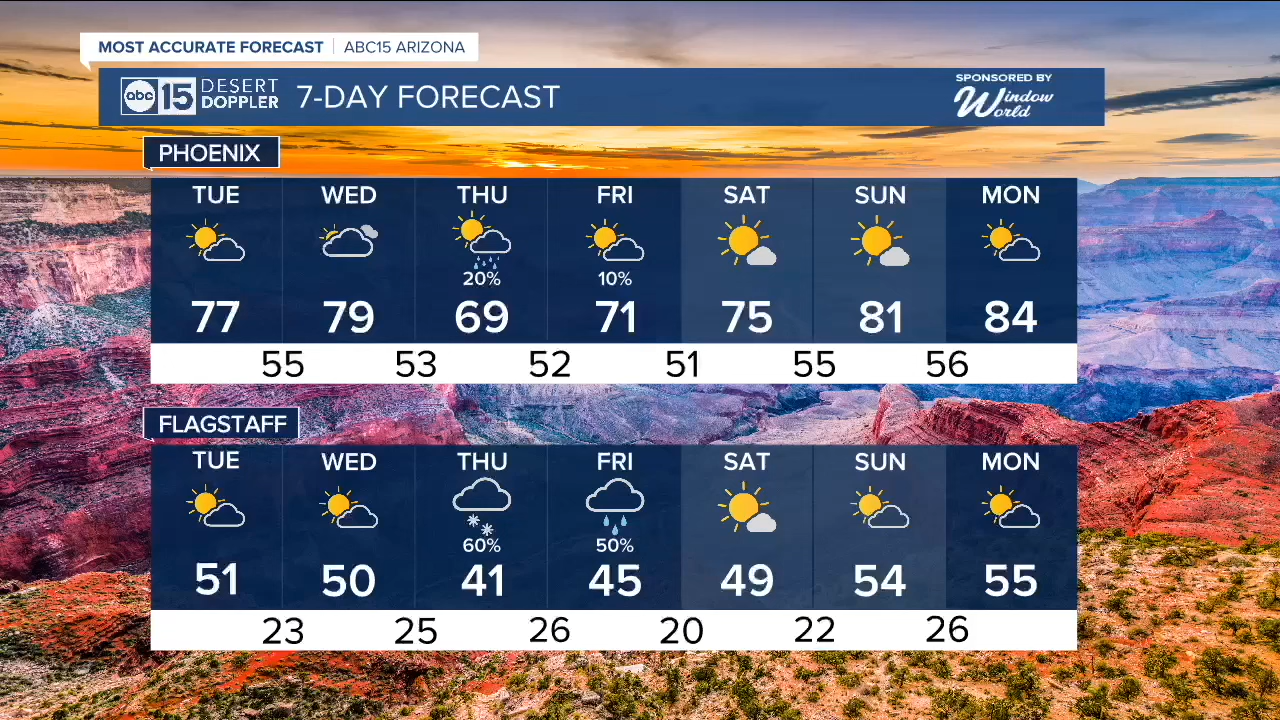 MOST ACCURATE FORECAST | ABC15 ARIZONA
abc 15 DESERT DOPPLER 7-DAY FORECAST
SPONSORED BY
Window World
PHOENIX
TUE WED THU FRI SAT SUN MON
20% 10%
77 79 69 71 75 81 84
55 53 52 51 55 56
FLAGSTAFF
TUE WED THU FRI SAT SUN MON
60% 50%
51 50 41 45 49 54 55
23 25 26 20 22 26